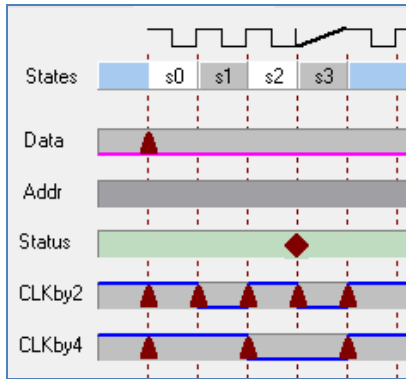 States s0 s1 s2 s3
Data
Addr
Status
CLKby2
CLKby4